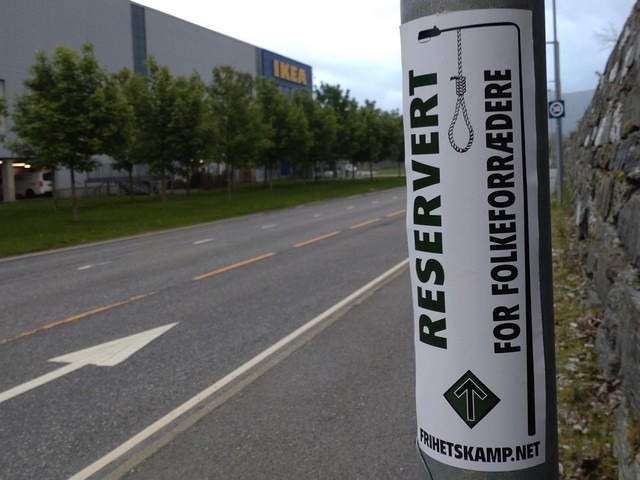 IKEA
RESERVERT
FOR FOLKEFORRÆDERE
FRIHETSKAMP.NET